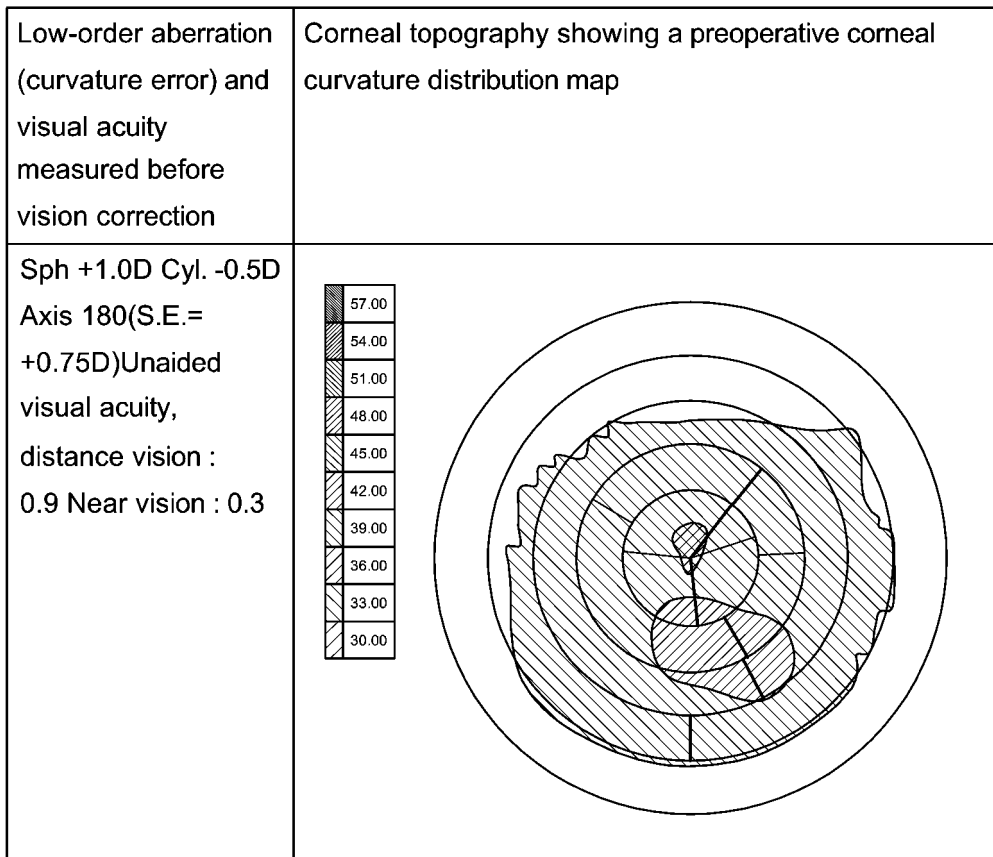 Low-order aberration
(curvature error) and
visual acuity
measured before
vision correction
Corneal topography showing a preoperative corneal
curvature distribution map
Sph +1.0D Cyl. -0.5D
Axis 180(S.E.=
+0.75D)Unaided
visual acuity,
distance vision :
0.9 Near vision : 0.3
57.00
54.00
51.00
48.00
45.00
42.00
39.00
36.00
33.00
30.00